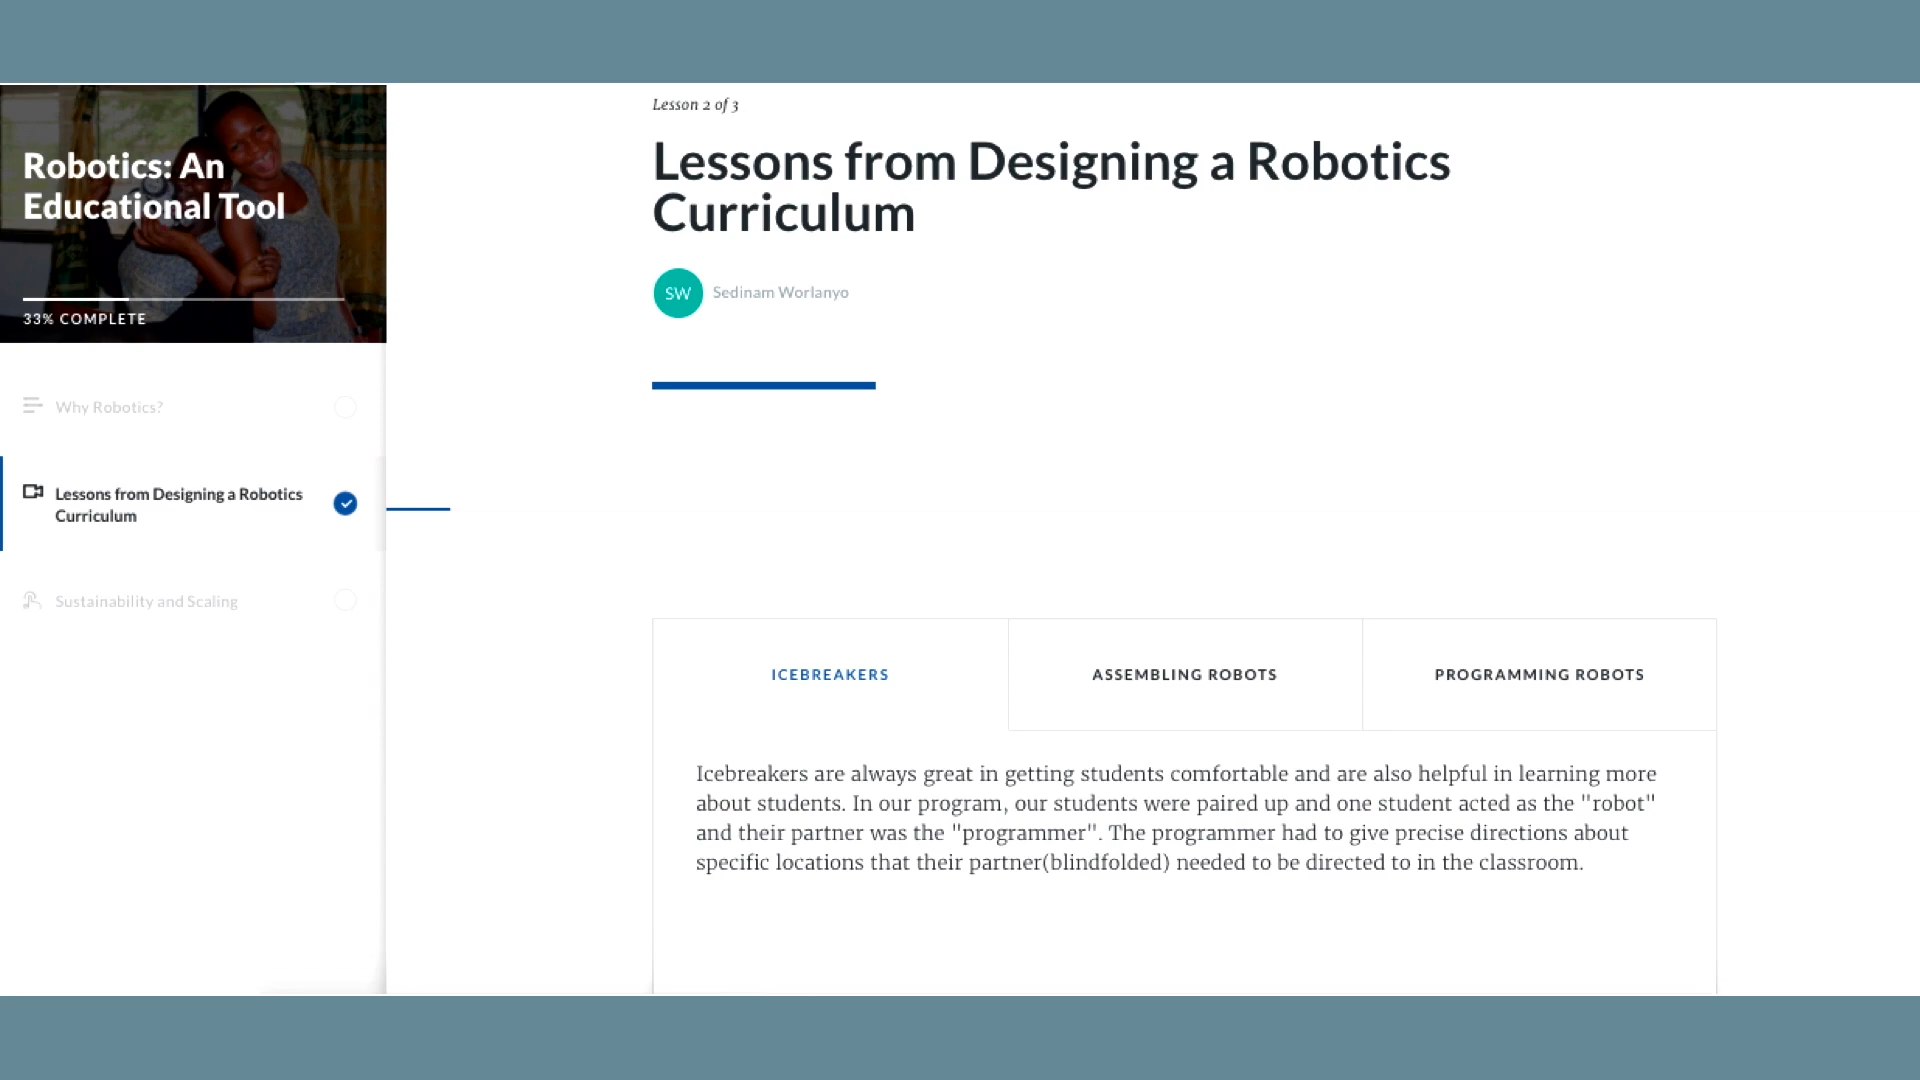 Robotics: An
Educational Tool
33% COMPLETE
Why Robotics?
Lessons from Designing a Robotics
Curriculum
Sustainability and Scaling
Lesson 2 of 3
Lessons from Designing a Robotics
Curriculum
SW Sedinam Worlanyo
ICEBREAKERS ASSEMBLING ROBOTS PROGRAMMING ROBOTS
Icebreakers are always great in getting students comfortable and are also helpful in learning more
about students. In our program, our students were paired up and one student acted as the "robot"
and their partner was the "programmer". The programmer had to give precise directions about
specific locations that their partner(blindfolded) needed to be directed to in the classroom.